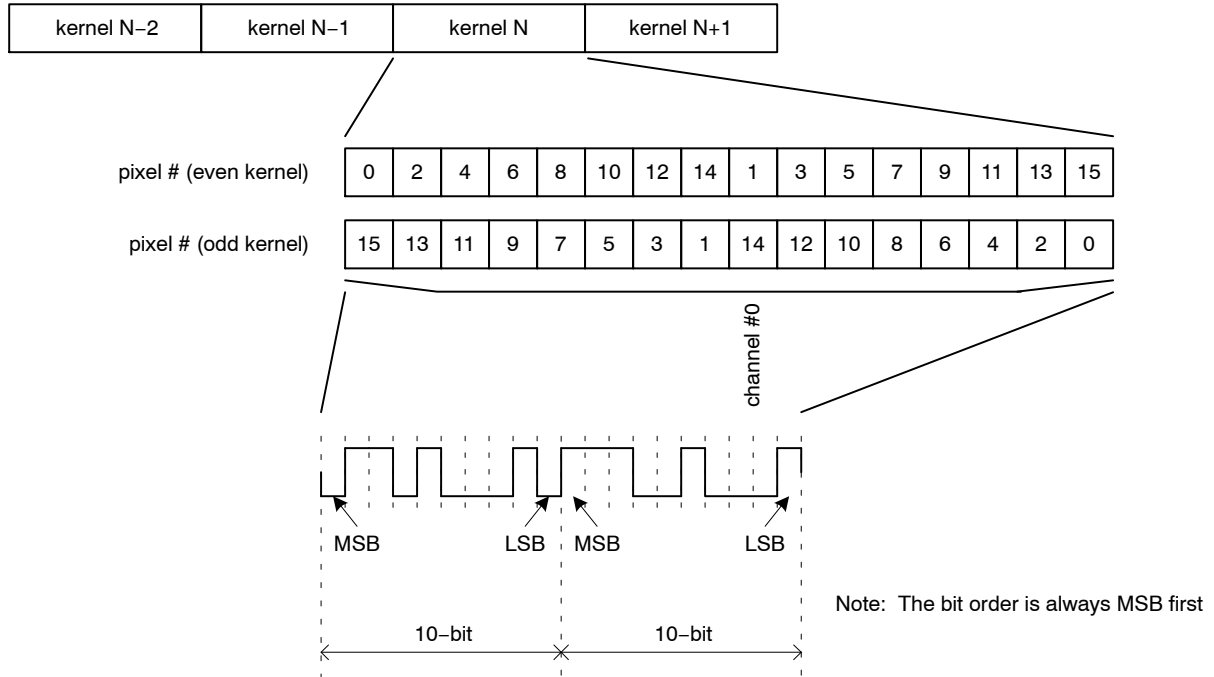 kernel N−2 kernel N−1 kernel N kernel N+1
pixel # (even kernel) 0 2 4 6 8 10 12 14 1 3 5 7 9 11 13 15
pixel # (odd kernel) 15 13 11 9 7 5 3 1 14 12 10 8 6 4 2 0
channel #0
MSB LSB MSB LSB
Note: The bit order is always MSB first
10−bit 10−bit